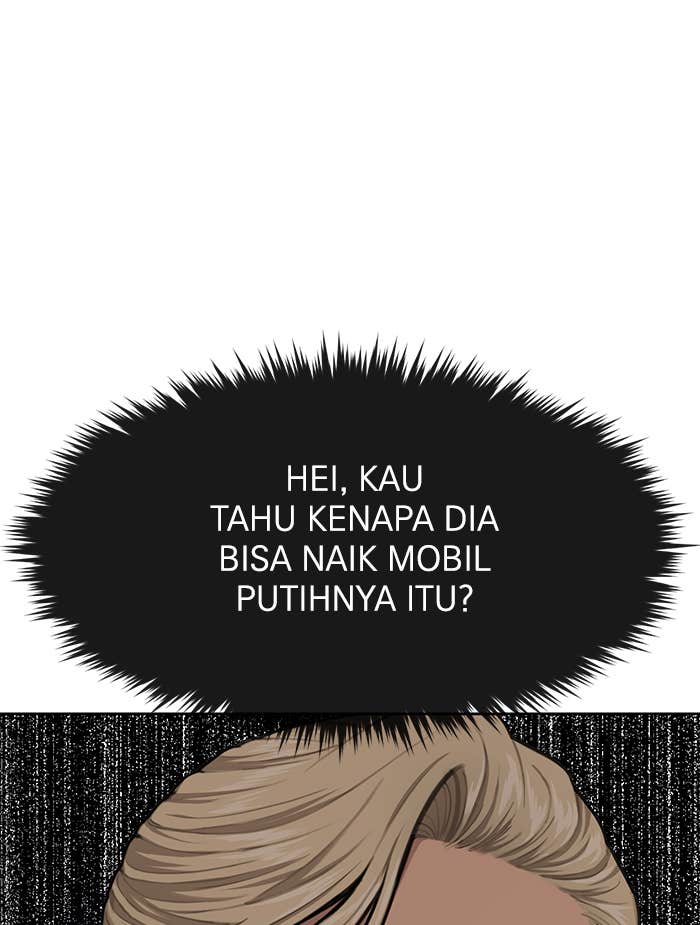 HEI, KAU
TAHU KENAPA DIA
BISA NAIK MOBIL
PUTIHNYA ITU?